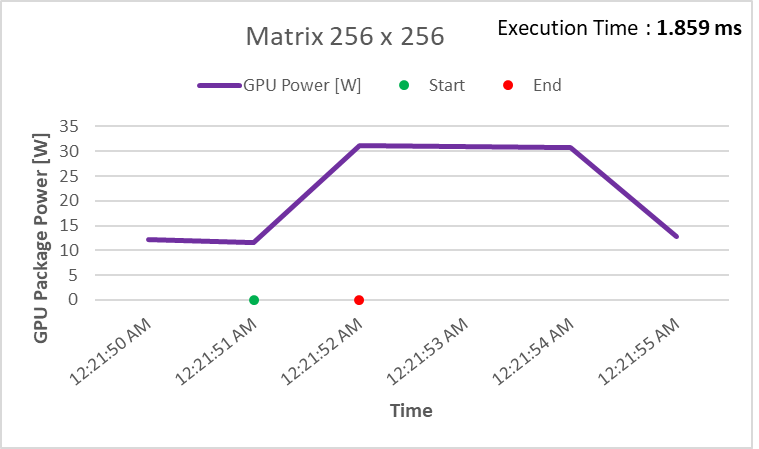 Matrix 256 x 256
Execution Time : 1.859 ms
GPU Power [W]
Start
End
GPU Package Power [W]
35
30
25
20
15
10
5
0
12:21:50 AM
12:21:51 AM
12:21:52 AM
12:21:53 AM
12:21:54 AM
12:21:55 AM
Time